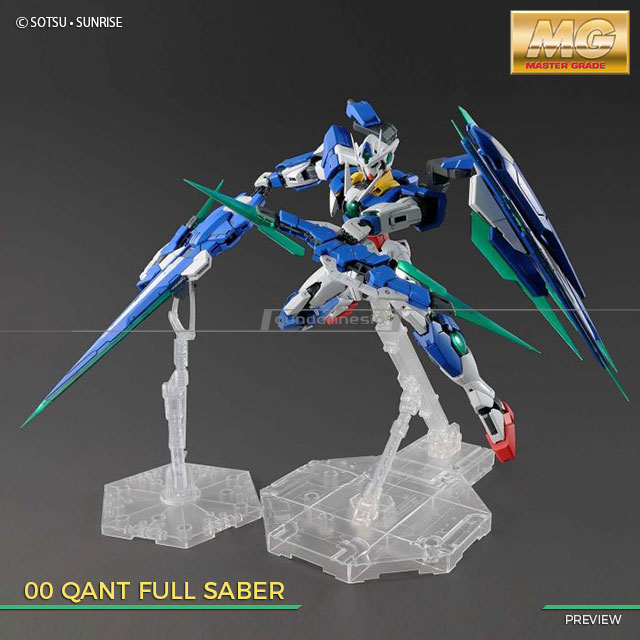 © SOTSU • SUNRISE
MG
MASTER GRADE
00 QANT FULL SABER
PREVIEW